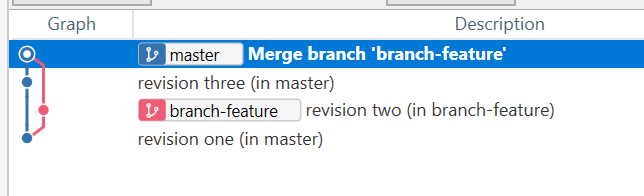 Graph Description
master Merge branch 'branch-feature'
revision three (in master)
branch-feature revision two (in branch-feature)
revision one (in master)